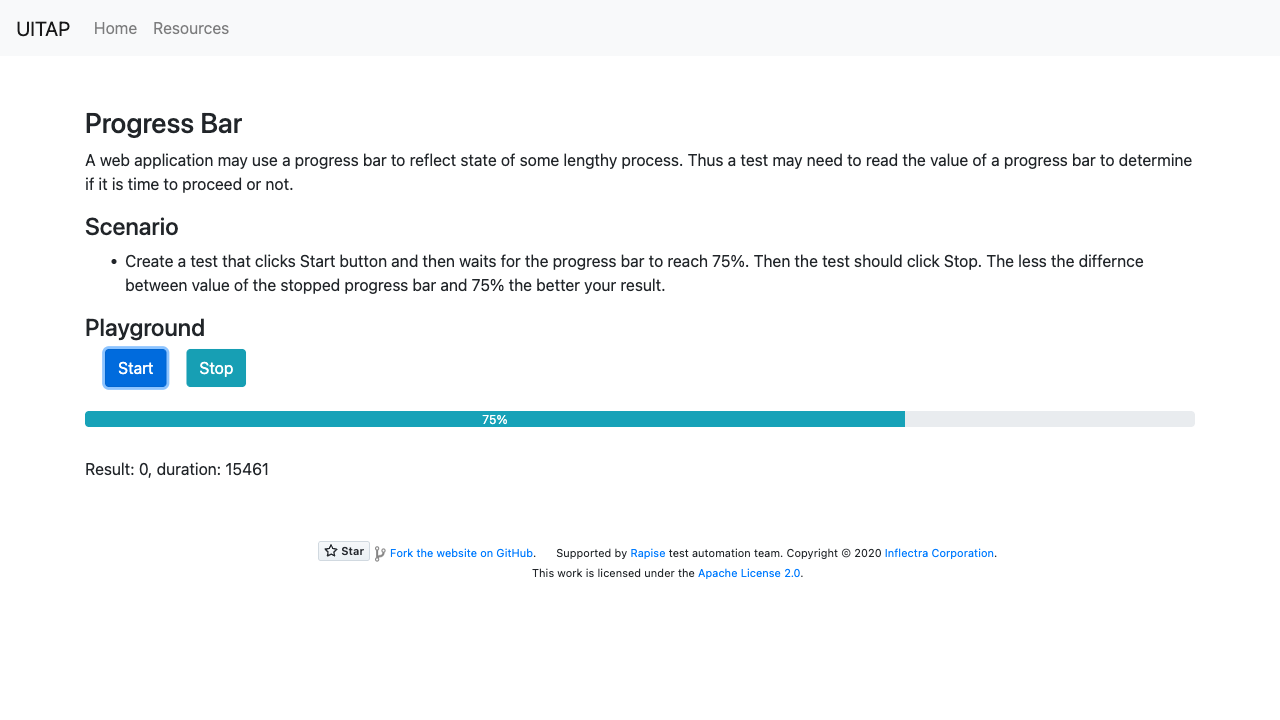 UITAP Home Resources
Progress Bar
A web application may use a progress bar to reflect state of some lengthy process. Thus a test may need to read the value of a progress bar to determine
if it is time to proceed or not.
Scenario
• Create a test that clicks Start button and then waits for the progress bar to reach 75%. Then the test should click Stop. The less the differnce
between value of the stopped progress bar and 75% the better your result.
Playground
Start Stop
75%
Result: 0, duration: 15461
Star Fork the website on GitHub. Supported by Rapise test automation team. Copyright © 2020 Inflectra Corporation.
This work is licensed under the Apache License 2.0.